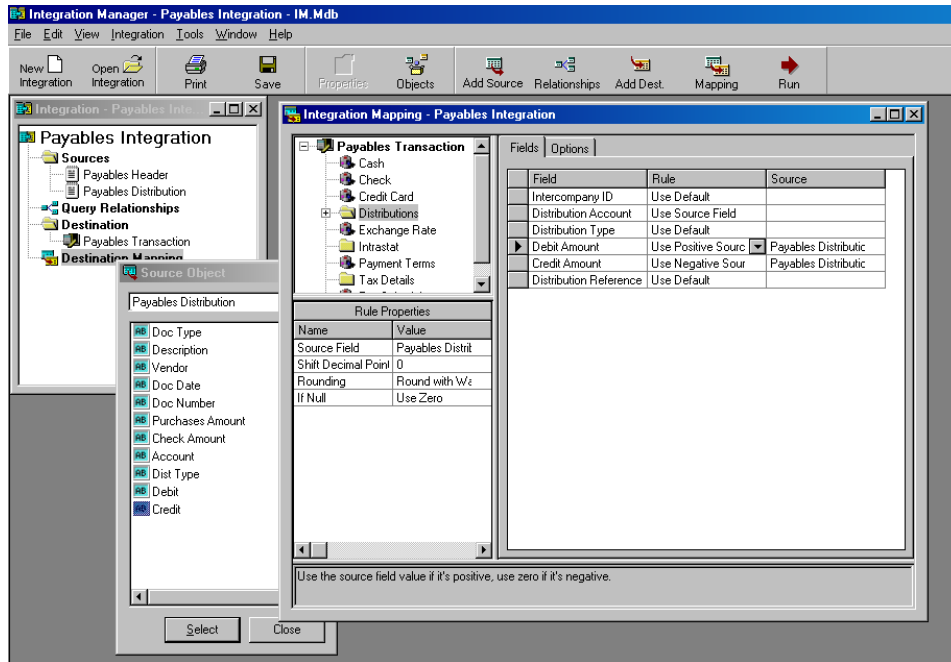 Integration Manager - Payables Integration - IM.Mdb
File Edit View Integration Tools Window Help
New Integration Open Integration Print Save Properties Objects Add Source Relationships Add Dest. Mapping Run
Integration - Payables Inte...
Payables Integration
Sources
Payables Header
Payables Distribution
Query Relationships
Destination
Payables Transaction
Destination Mapping
Source Object
Payables Distribution
Doc Type
Description
Vendor
Doc Date
Doc Number
Purchases Amount
Check Amount
Account
Dist Type
Debit
Credit
Select Close
Integration Mapping - Payables Integration
Payables Transaction
Cash
Check
Credit Card
Distributions
Exchange Rate
Intrastat
Payment Terms
Tax Details
Rule Properties
Name Value
Source Field Payables Distrit
Shift Decimal Point 0
Rounding Round with Wa
If Null Use Zero
Fields Options
Field Rule Source
Intercompany ID Use Default
Distribution Account Use Source Field
Distribution Type Use Default
Debit Amount Use Positive Sourc Payables Distributic
Credit Amount Use Negative Sour Payables Distributic
Distribution Reference Use Default
Use the source field value if it's positive, use zero if it's negative.